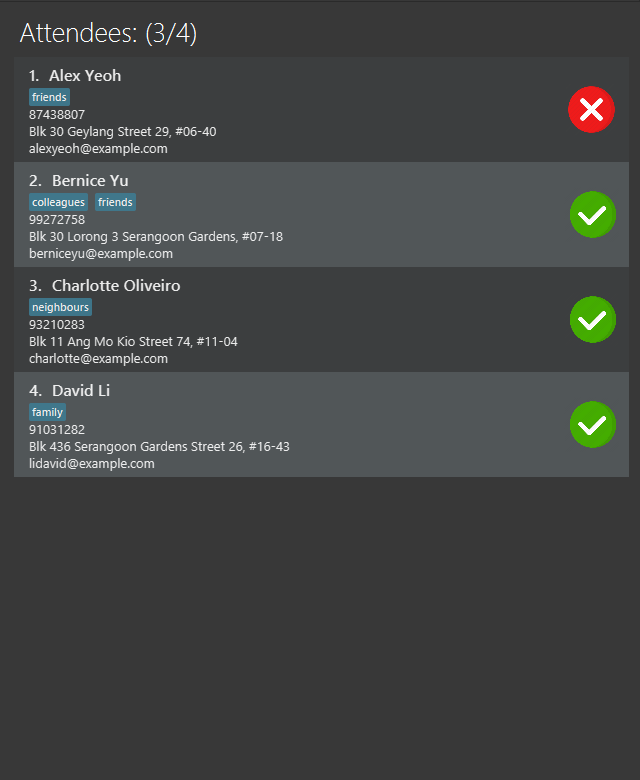 Attendees: (3/4)
1. Alex Yeoh
friends
87438807
Blk 30 Geylang Street 29, #06-40
alexyeoh@example.com
2. Bernice Yu
colleagues friends
99272758
Blk 30 Lorong 3 Serangoon Gardens, #07-18
berniceyu@example.com
3. Charlotte Oliveiro
neighbours
93210283
Blk 11 Ang Mo Kio Street 74, #11-04
charlotte@example.com
4. David Li
family
91031282
Blk 436 Serangoon Gardens Street 26, #16-43
lidavid@example.com